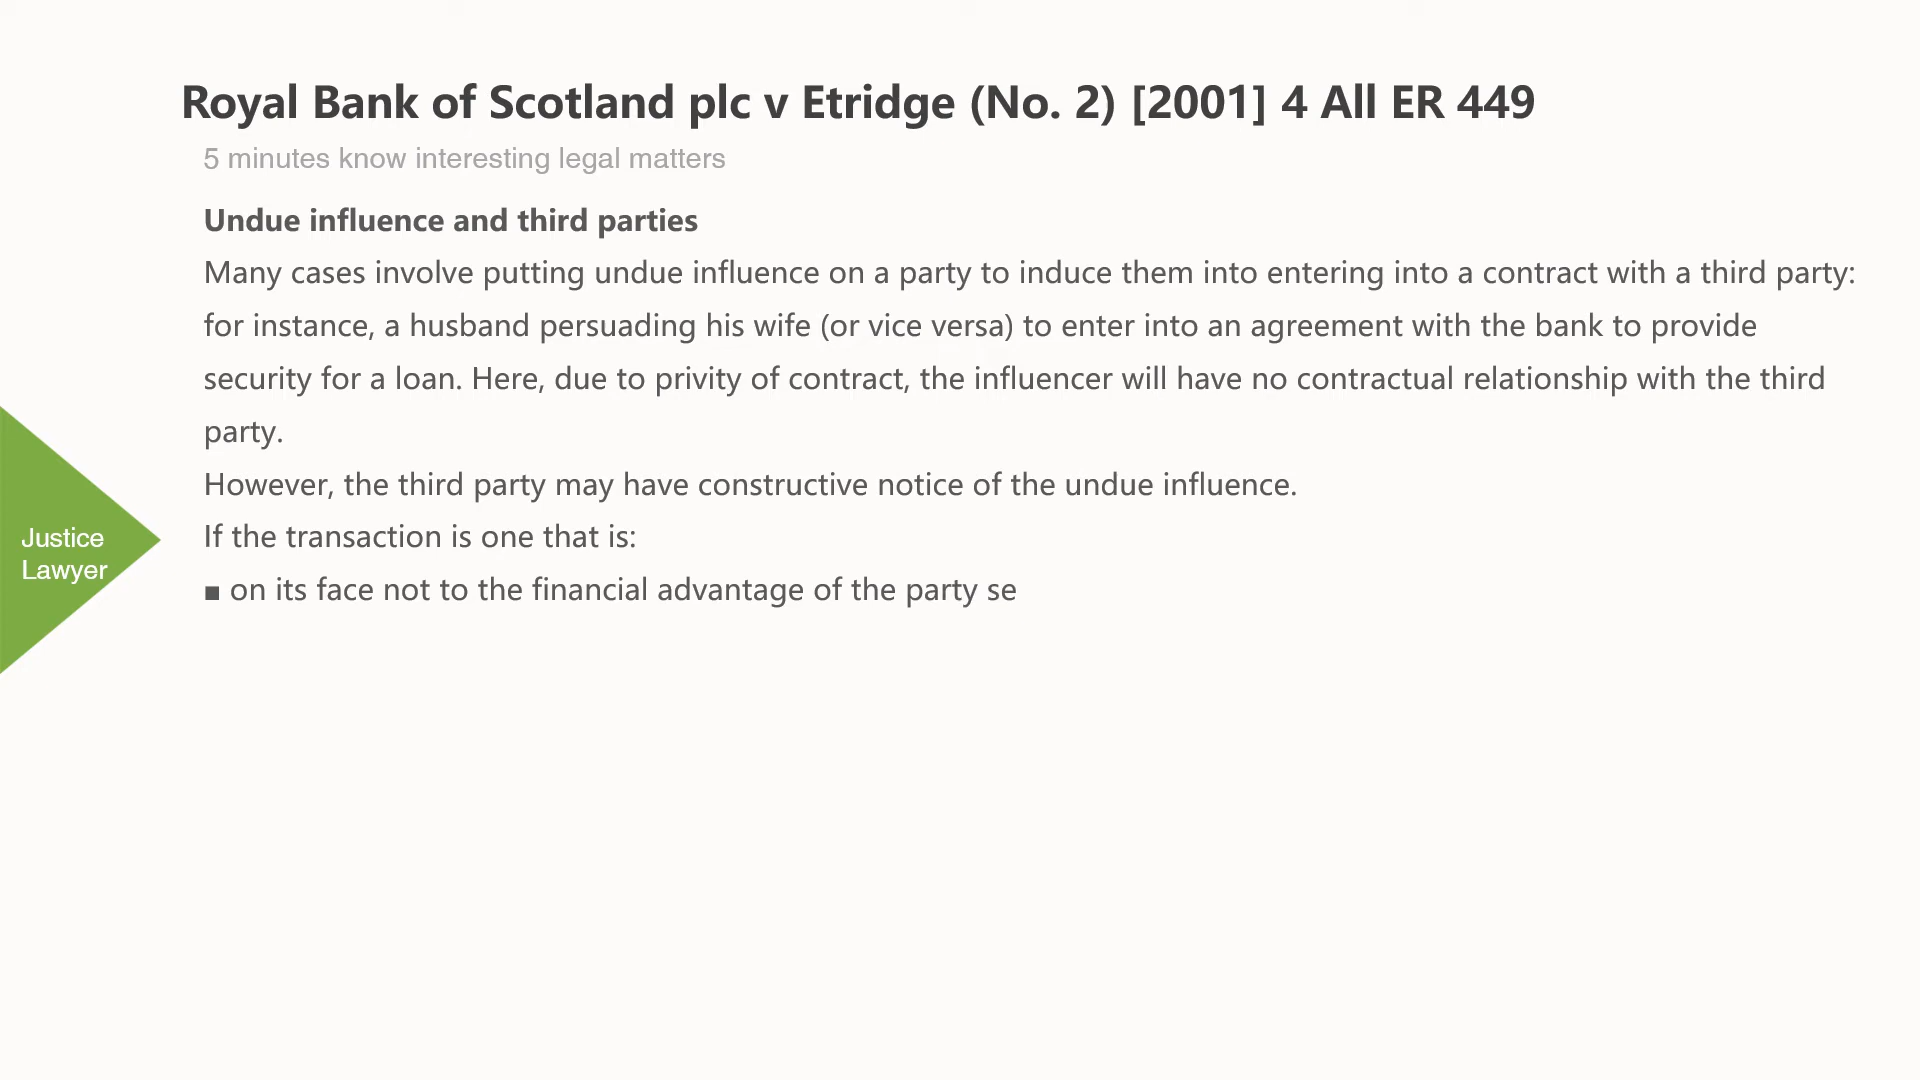 Royal Bank of Scotland plc v Etridge (No. 2) [2001] 4 All ER 449
5 minutes know interesting legal matters
Undue influence and third parties
Many cases involve putting undue influence on a party to induce them into entering into a contract with a third party:
for instance, a husband persuading his wife (or vice versa) to enter into an agreement with the bank to provide
security for a loan. Here, due to privity of contract, the influencer will have no contractual relationship with the third
party.
However, the third party may have constructive notice of the undue influence.
If the transaction is one that is:
■ on its face not to the financial advantage of the party se
Justice
Lawyer